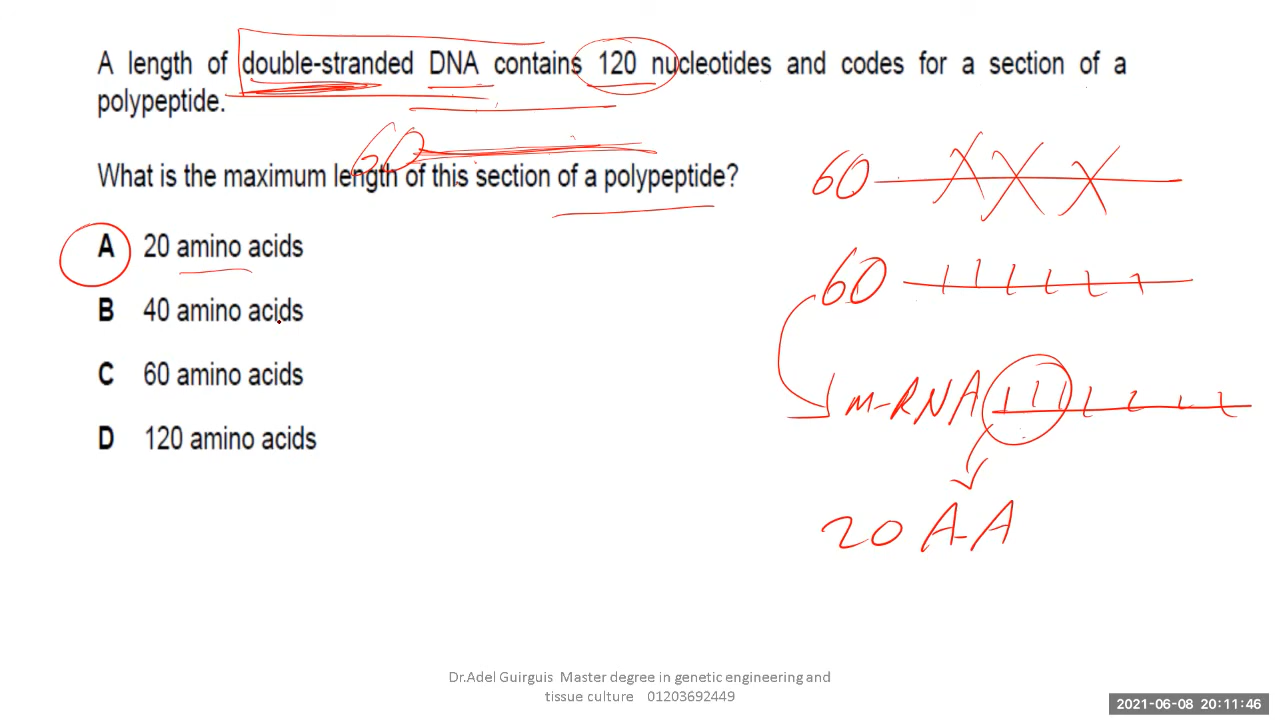 A length of double-stranded DNA contains 120 nucleotides and codes for a section of a
polypeptide.
60
What is the maximum length of this section of a polypeptide?
60
A 20 amino acids
60
B 40 amino acids
C 60 amino acids
m-RNA
D 120 amino acids
20 A-A
Dr.Adel Guirguis Master degree in genetic engineering and
tissue culture 01203692449
2021-06-08 20:11:46